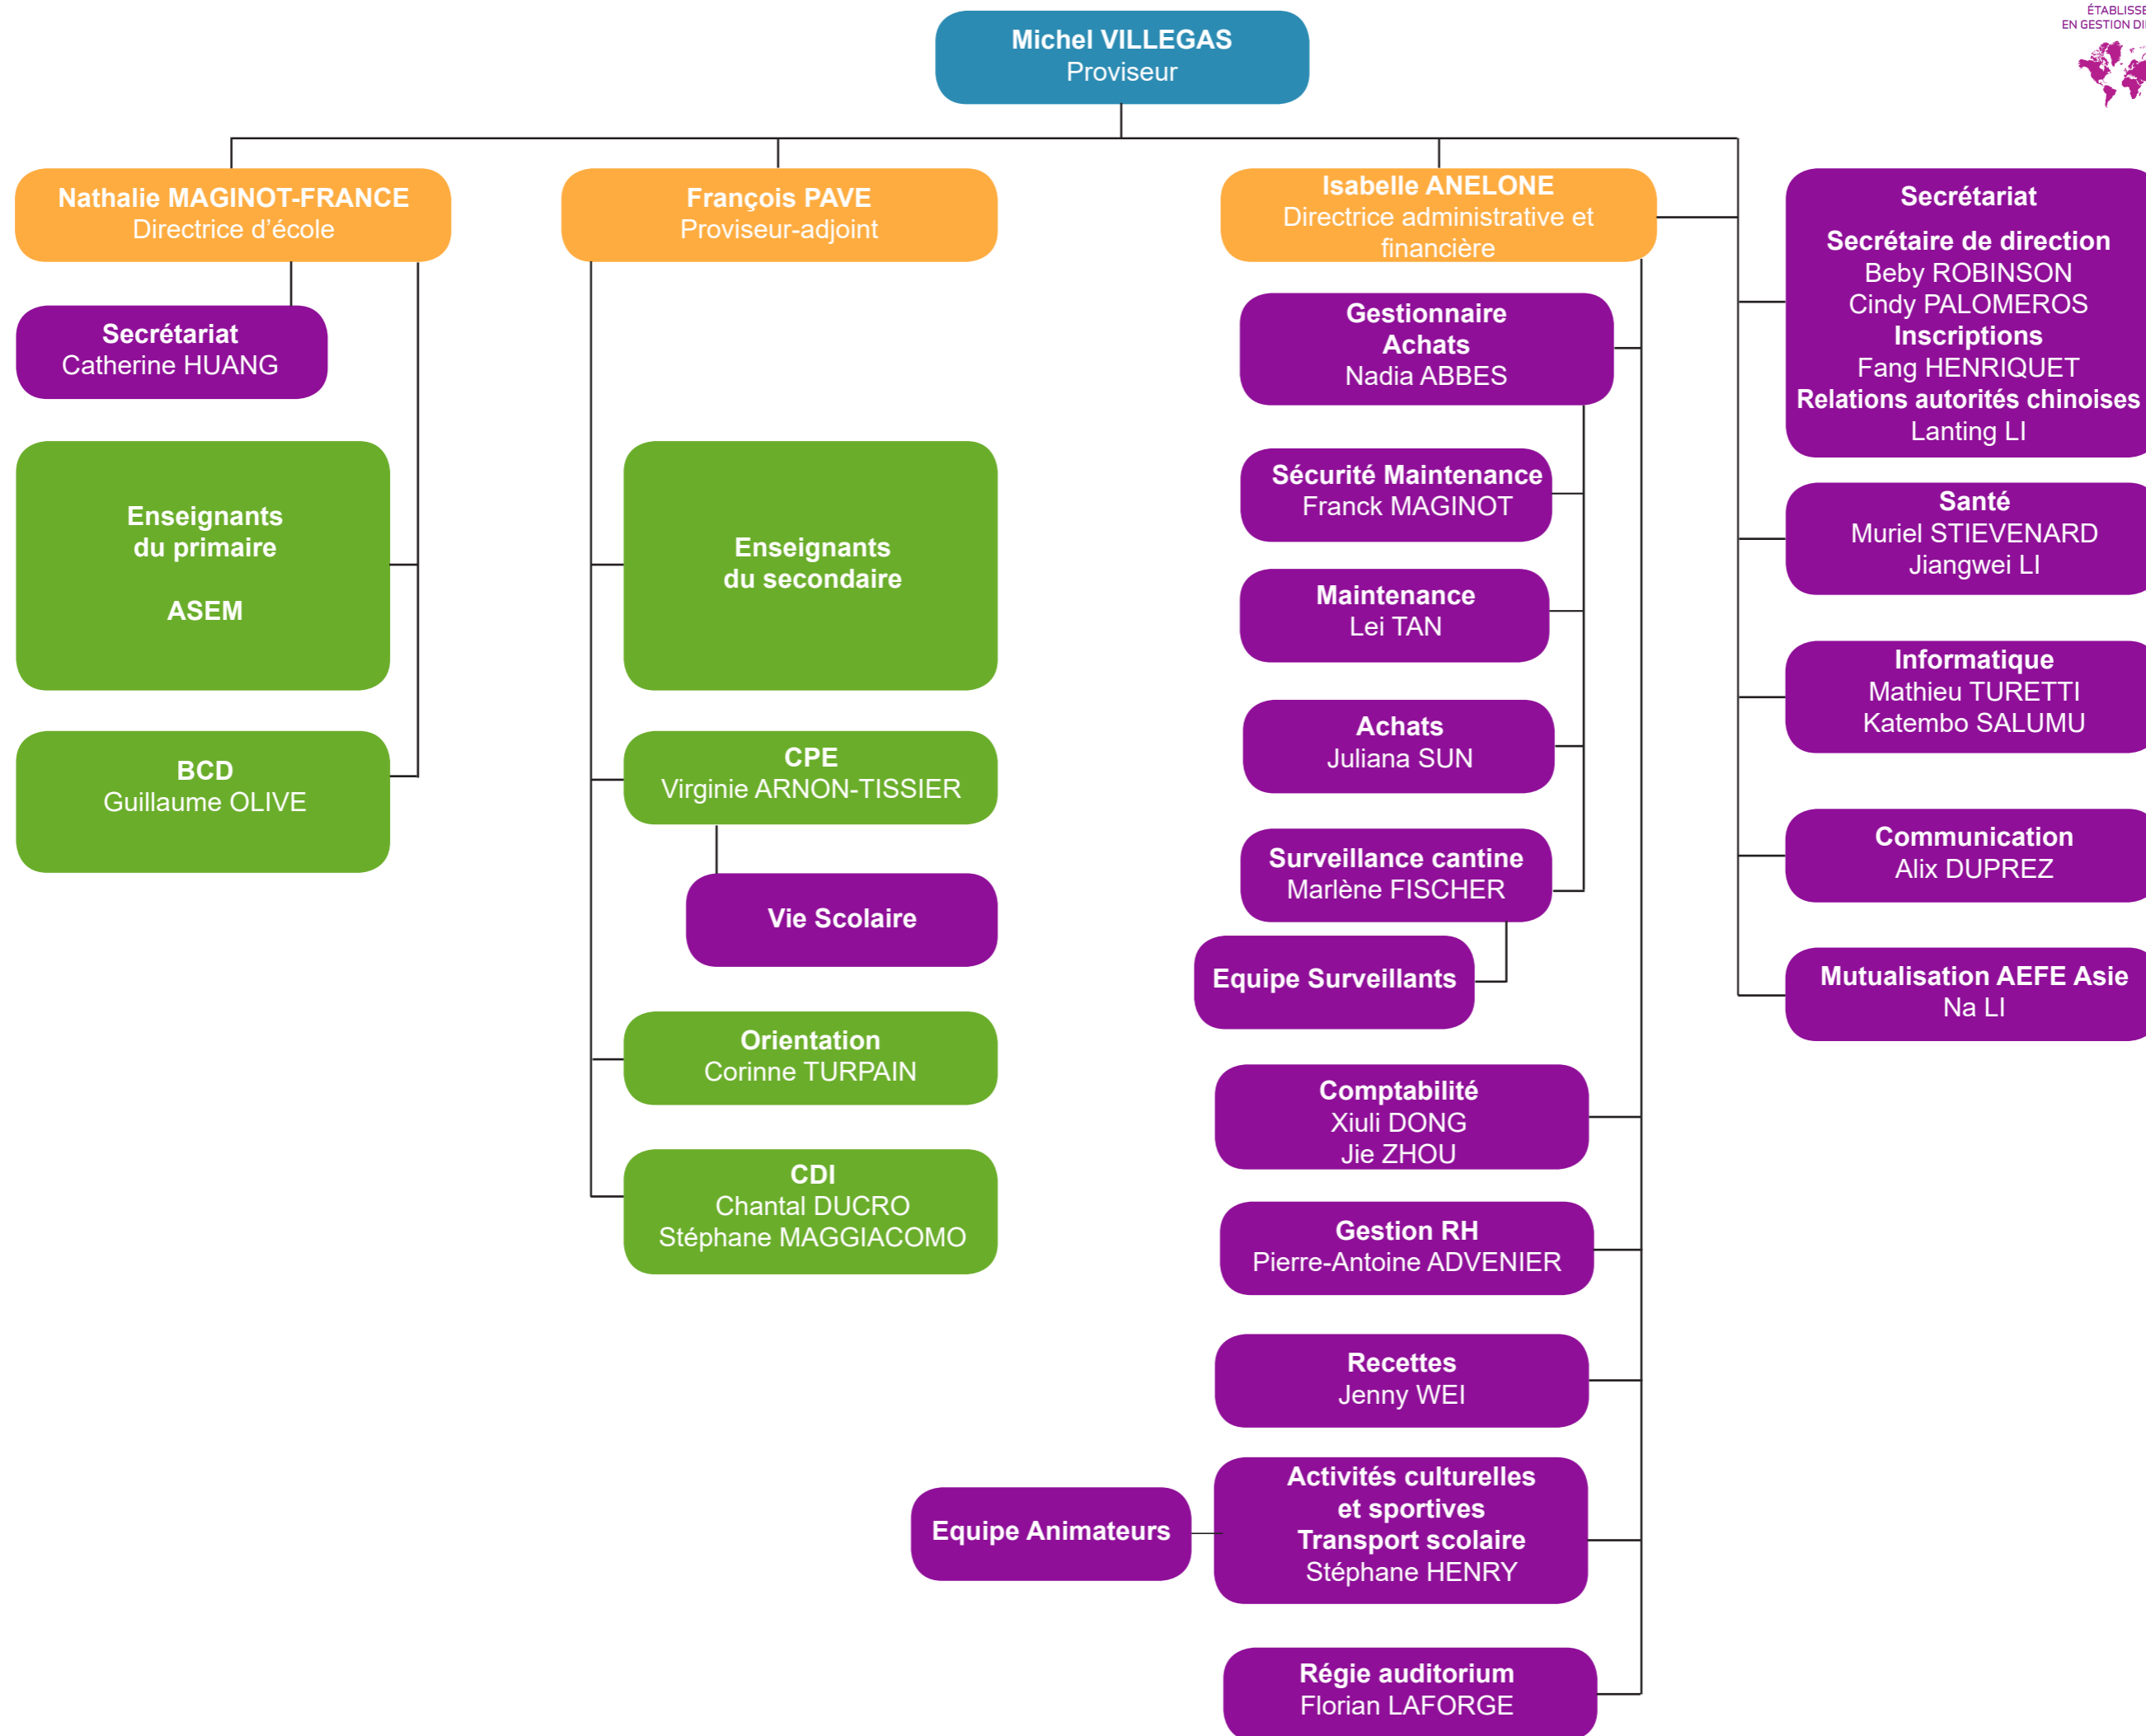 ÉTABLISSE
EN GESTION DI
Michel VILLEGAS
Proviseur
Nathalie MAGINOT-FRANCE
Directrice d'école
Secrétariat
Catherine HUANG
Enseignants
du primaire
ASEM
BCD
Guillaume OLIVE
François PAVE
Proviseur-adjoint
Enseignants
du secondaire
CPE
Virginie ARNON-TISSIER
Vie Scolaire
Orientation
Corinne TURPAIN
CDI
Chantal DUCRO
Stéphane MAGGIACOMO
Isabelle ANELONE
Directrice administrative et
financière
Gestionnaire
Achats
Nadia ABBES
Sécurité Maintenance
Franck MAGINOT
Maintenance
Lei TAN
Achats
Juliana SUN
Surveillance cantine
Marlène FISCHER
Equipe Surveillants
Comptabilité
Xiuli DONG
Jie ZHOU
Gestion RH
Pierre-Antoine ADVENIER
Recettes
Jenny WEI
Activités culturelles
et sportives
Transport scolaire
Stéphane HENRY
Equipe Animateurs
Régie auditorium
Florian LAFORGE
Secrétariat
Secrétaire de direction
Beby ROBINSON
Cindy PALOMEROS
Inscriptions
Fang HENRIQUET
Relations autorités chinoises
Lanting LI
Santé
Muriel STIEVENARD
Jiangwei LI
Informatique
Mathieu TURETTI
Katembo SALUMU
Communication
Alix DUPREZ
Mutualisation AEFE Asie
Na LI